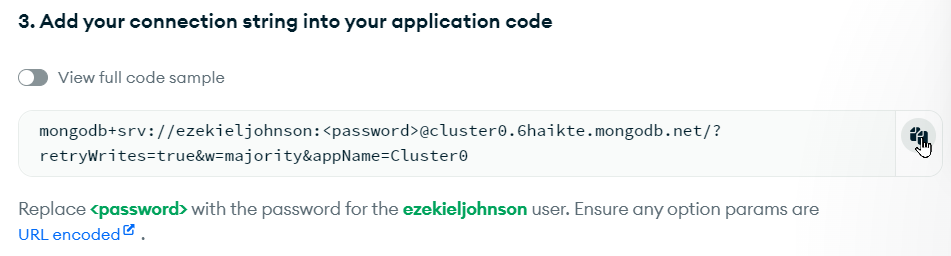 3. Add your connection string into your application code
View full code sample
mongodb+srv://ezekieljohnson:<password>@cluster0.6haikte.mongodb.net/?
retryWrites=true&w=majority&appName=Cluster0
Replace <password> with the password for the ezekieljohnson user. Ensure any option params are
URL encoded .